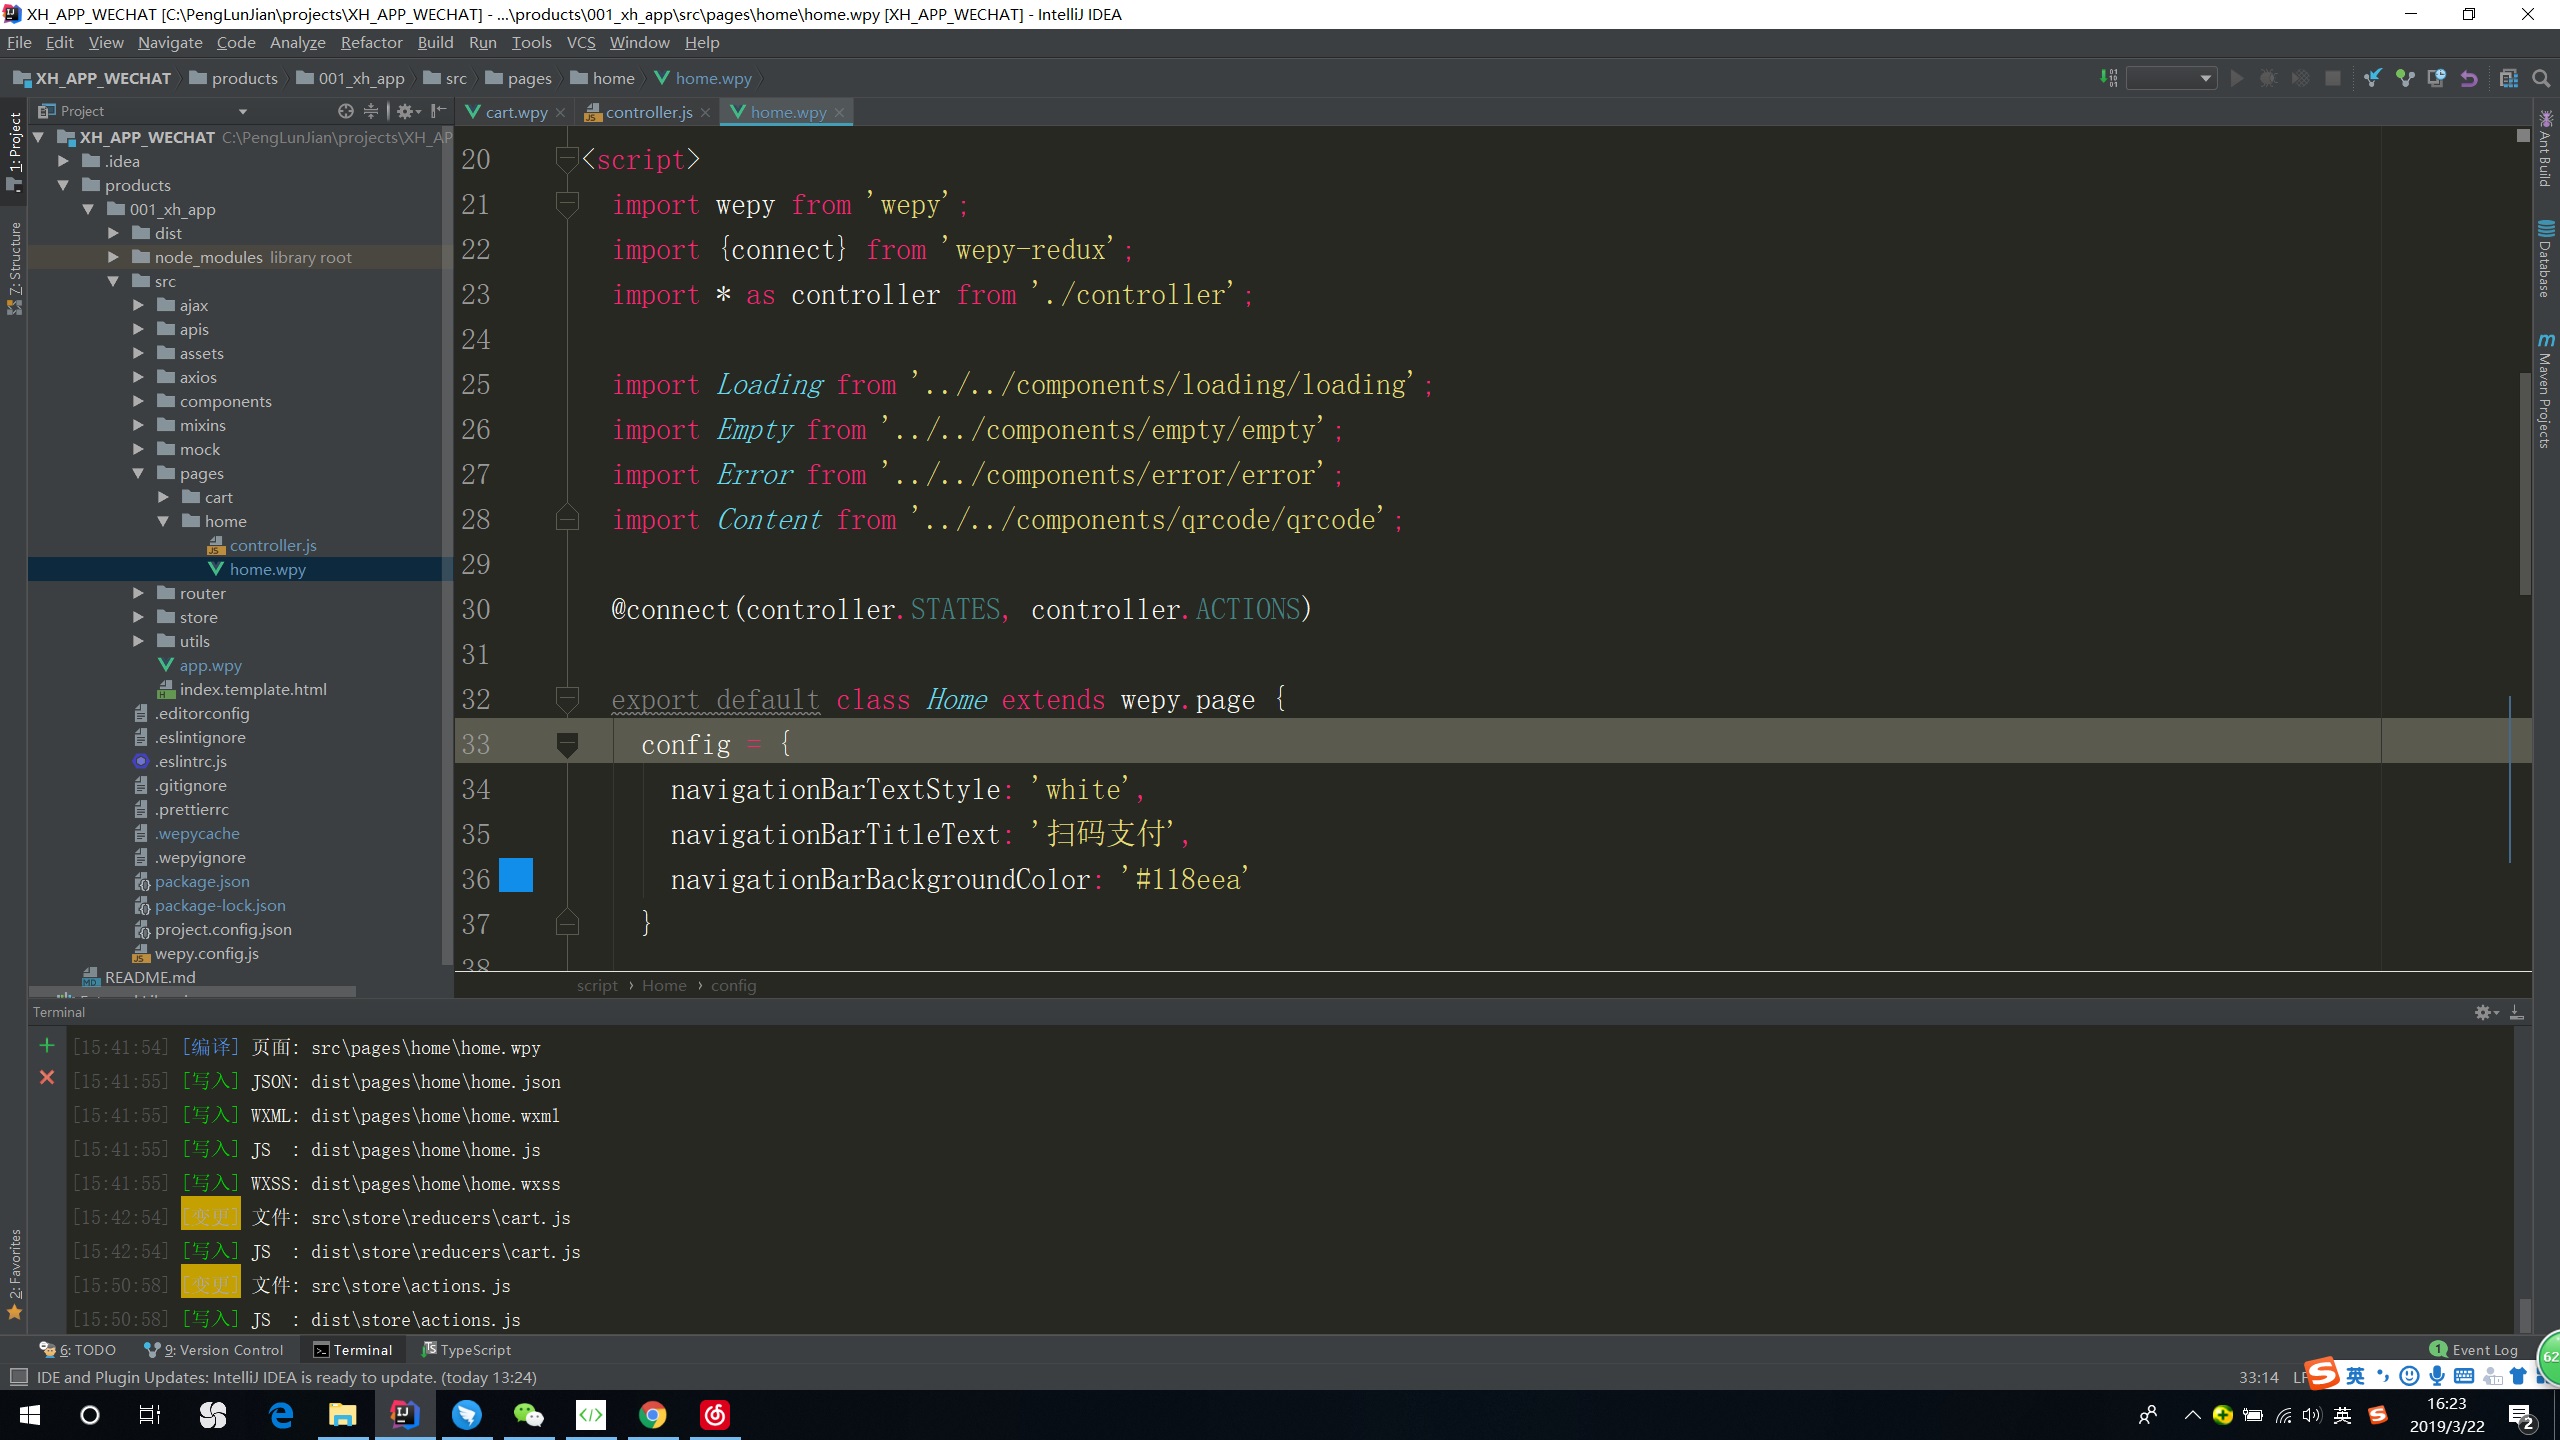 XH_APP_WECHAT [C:\PengLunJian\projects\XH_APP_WECHAT] - ...\products\001_xh_app\src\pages\home\home.wpy [XH_APP_WECHAT] - IntelliJ IDEA
File Edit View Navigate Code Analyze Refactor Build Run Tools VCS Window Help
XH_APP_WECHAT products 001_xh_app src pages home home.wpy
Project
cart.wpy controller.js home.wpy
1: Project
Z: Structure
2: Favorites
XH_APP_WECHAT C:\PengLunJian\projects\XH_AP
.idea
products
001_xh_app
dist
node_modules library root
src
ajax
apis
assets
axios
components
mixins
mock
pages
cart
home
controller.js
home.wpy
router
store
utils
app.wpy
index.template.html
.editorconfig
.eslintignore
.eslintrc.js
.gitignore
.prettierrc
.wepycache
.wepyignore
package.json
package-lock.json
project.config.json
wepy.config.js
README.md
20 <script>
21 import wepy from 'wepy';
22 import {connect} from 'wepy-redux';
23 import * as controller from './controller';
24
25 import Loading from '../../components/loading/loading';
26 import Empty from '../../components/empty/empty';
27 import Error from '../../components/error/error';
28 import Content from '../../components/qrcode/qrcode';
29
30 @connect(controller.STATES, controller.ACTIONS)
31
32 export default class Home extends wepy.page {
33 config = {
34 navigationBarTextStyle: 'white',
35 navigationBarTitleText: '扫码支付',
36 navigationBarBackgroundColor: '#118eea'
37 }
38
script › Home › config
Ant Build
Database
Maven Projects
Terminal
[15:41:54] [编译] 页面: src\pages\home\home.wpy
[15:41:55] [写入] JSON: dist\pages\home\home.json
[15:41:55] [写入] WXML: dist\pages\home\home.wxml
[15:41:55] [写入] JS : dist\pages\home\home.js
[15:41:55] [写入] WXSS: dist\pages\home\home.wxss
[15:42:54] [变更] 文件: src\store\reducers\cart.js
[15:42:54] [写入] JS : dist\store\reducers\cart.js
[15:50:58] [变更] 文件: src\store\actions.js
[15:50:58] [写入] JS : dist\store\actions.js
6: TODO 9: Version Control Terminal TypeScript
1 Event Log
62
IDE and Plugin Updates: IntelliJ IDEA is ready to update. (today 13:24)
33:14 LF
英
英
16:23
2019/3/22
2